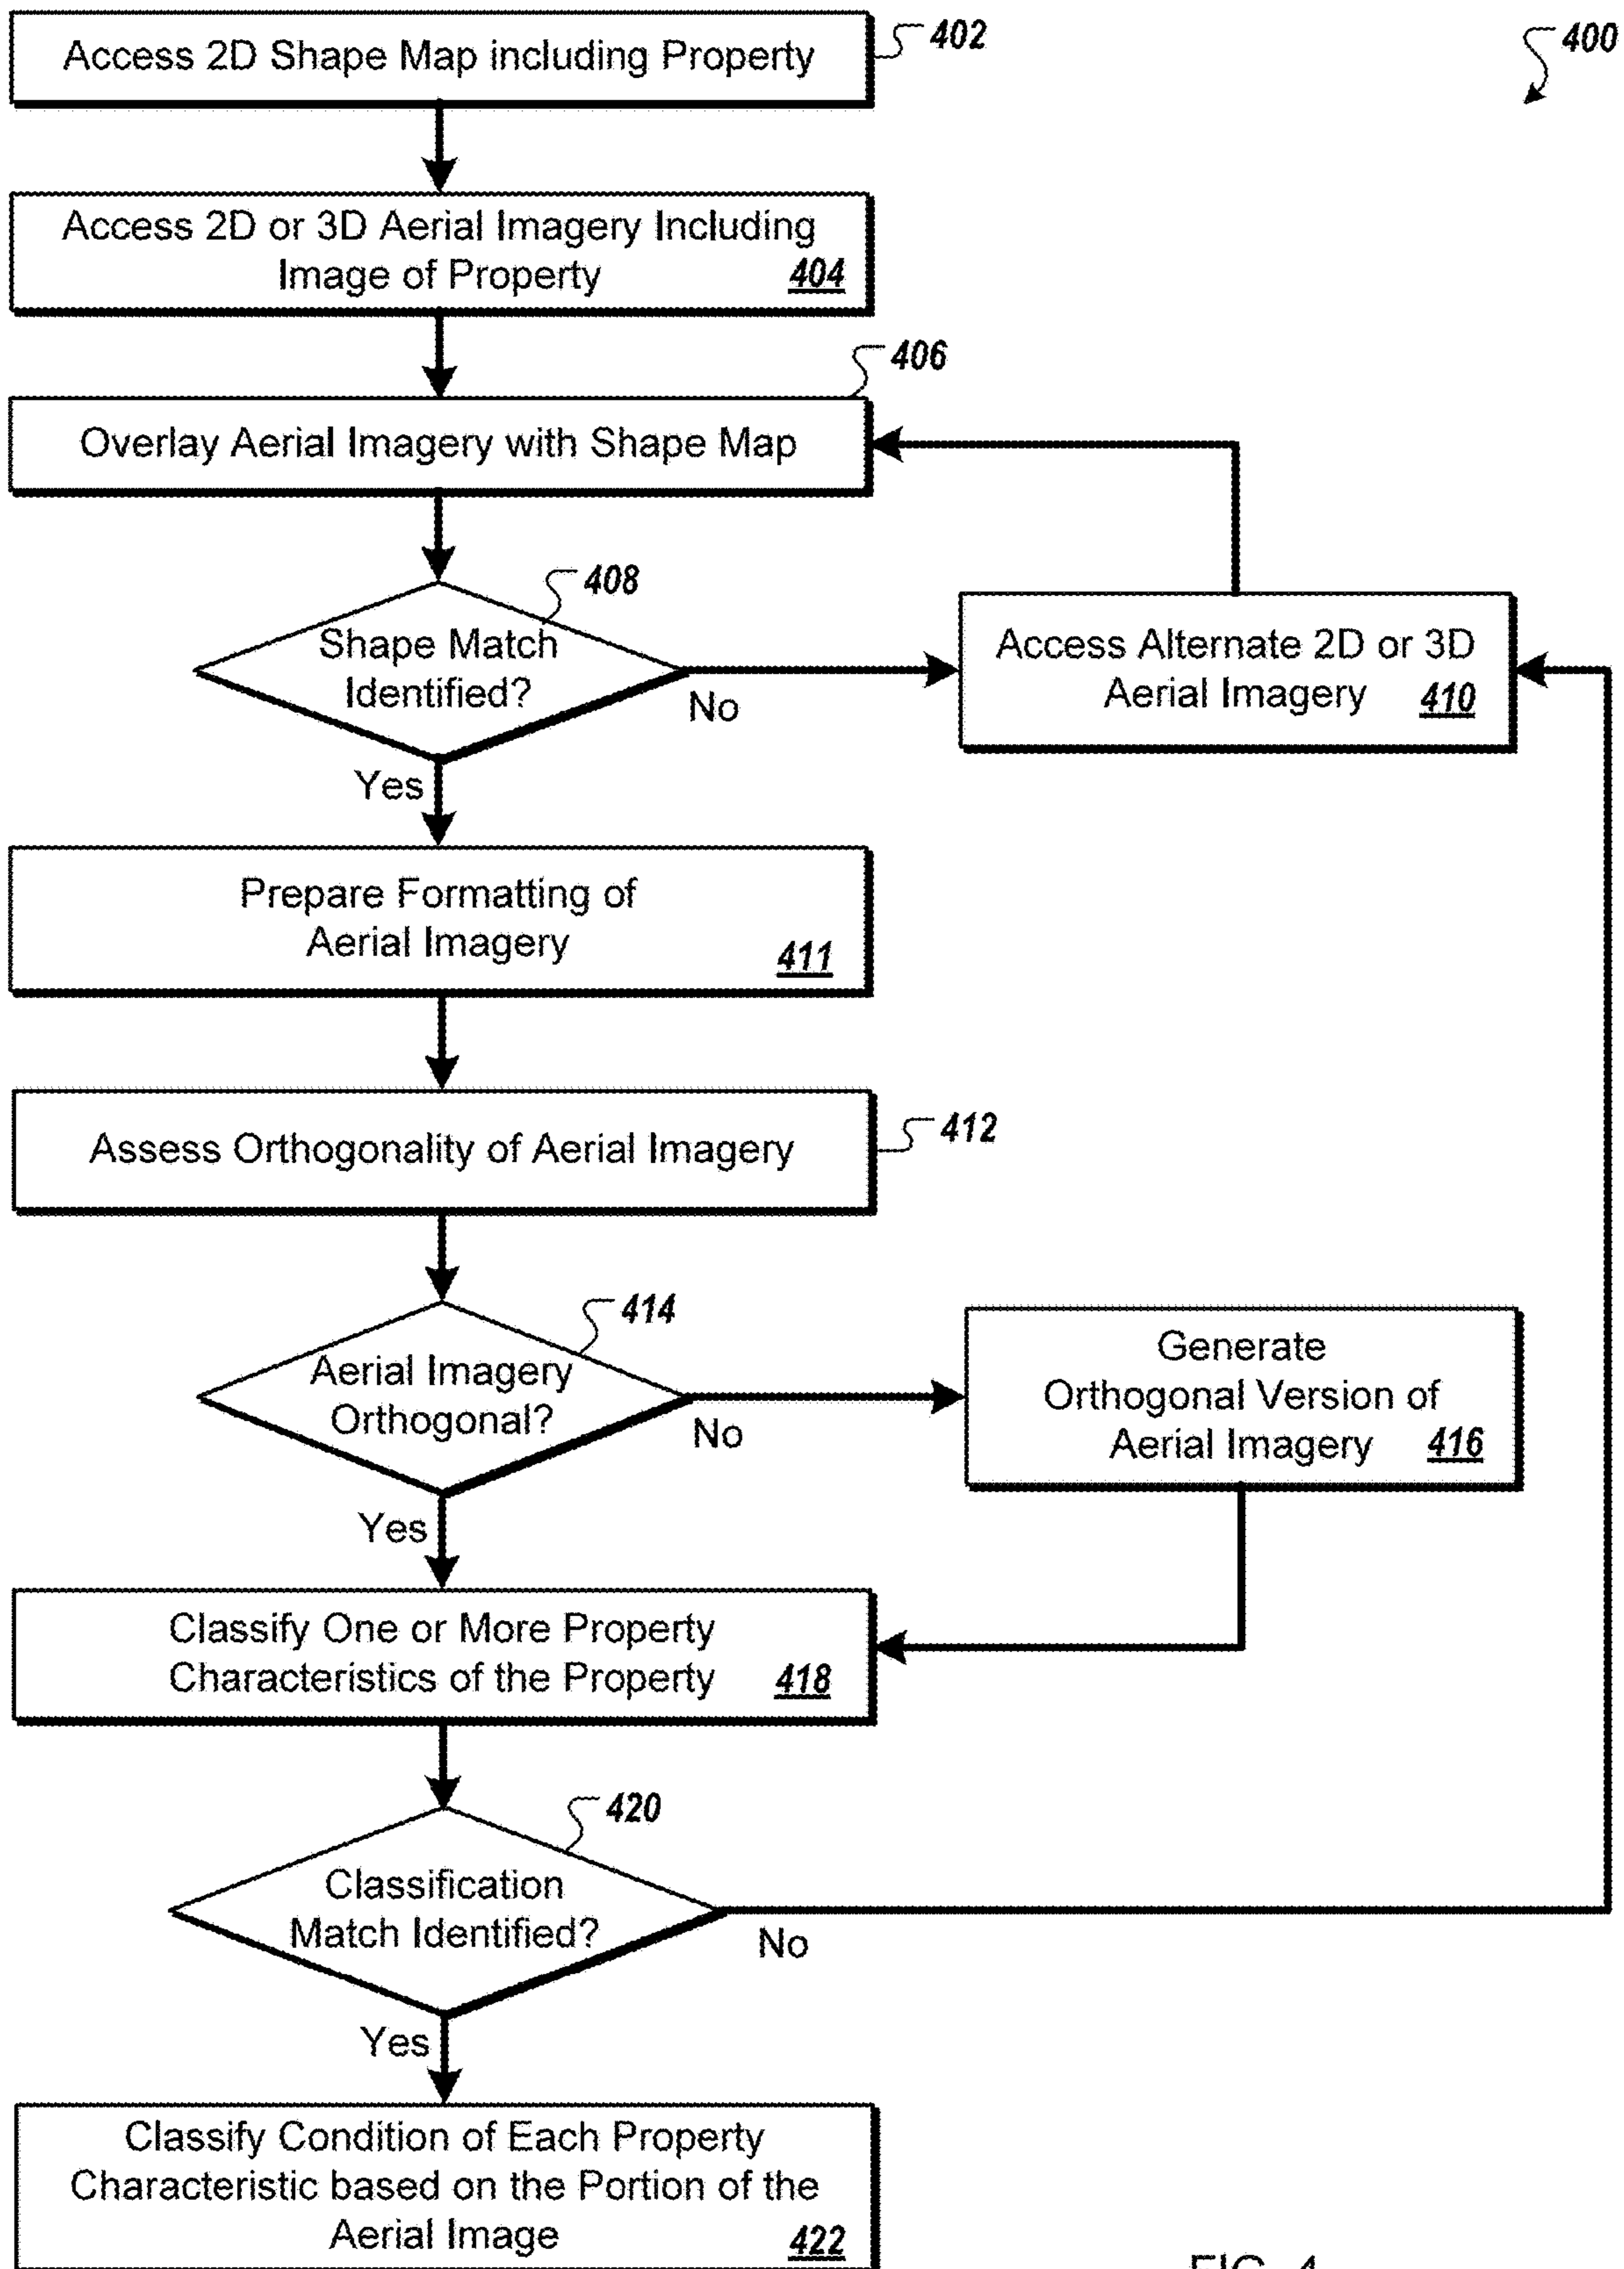 Access 2D Shape Map including Property
402
400
Access 2D or 3D Aerial Imagery Including
Image of Property
404
406
Overlay Aerial Imagery with Shape Map
408
Shape Match
Identified?
No
Access Alternate 2D or 3D
Aerial Imagery
410
Yes
Prepare Formatting of
Aerial Imagery
411
Assess Orthogonality of Aerial Imagery
412
414
Aerial Imagery
Orthogonal?
No
Generate
Orthogonal Version of
Aerial Imagery
416
Yes
Classify One or More Property
Characteristics of the Property
418
420
Classification
Match Identified?
No
Yes
Classify Condition of Each Property
Characteristic based on the Portion of the
Aerial Image
422
FIG. 4